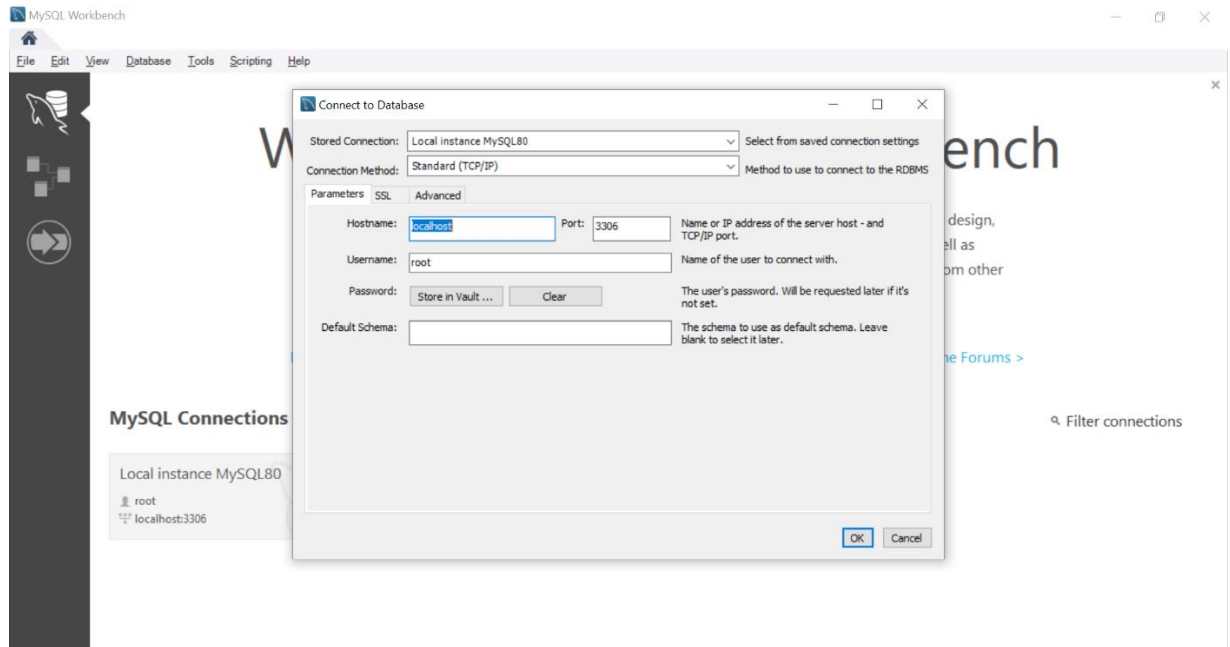 MySQL Workbench
File Edit View Database Tools Scripting Help
W
ench
Connect to Database
Stored Connection: Local instance MySQL80 Select from saved connection settings
Connection Method: Standard (TCP/IP) Method to use to connect to the RDBMS
Parameters SSL Advanced
Hostname: localhost Port: 3306 Name or IP address of the server host - and
TCP/IP port.
design,
ell as
om other
Username: root Name of the user to connect with.
Password: Store in Vault ... Clear The user's password. Will be requested later if it's
not set.
Default Schema: The schema to use as default schema. Leave
blank to select it later.
he Forums >
MySQL Connections
Filter connections
Local instance MySQL80
root
localhost:3306
OK Cancel